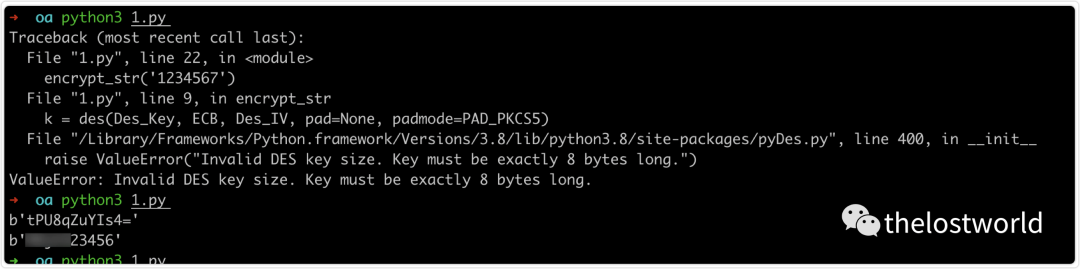 ➜  oa python3 1.py
Traceback (most recent call last):
  File "1.py", line 22, in <module>
    encrypt_str('1234567')
  File "1.py", line 9, in encrypt_str
    k = des(Des_Key, ECB, Des_IV, pad=None, padmode=PAD_PKCS5)
  File "/Library/Frameworks/Python.framework/Versions/3.8/lib/python3.8/site-packages/pyDes.py", line 400, in __init__
    raise ValueError("Invalid DES key size. Key must be exactly 8 bytes long.")
ValueError: Invalid DES key size. Key must be exactly 8 bytes long.
➜  oa python3 1.py
b'tPU8qZuYIs4='
b'23456'
➜  oa python3 1.py
thelostworld